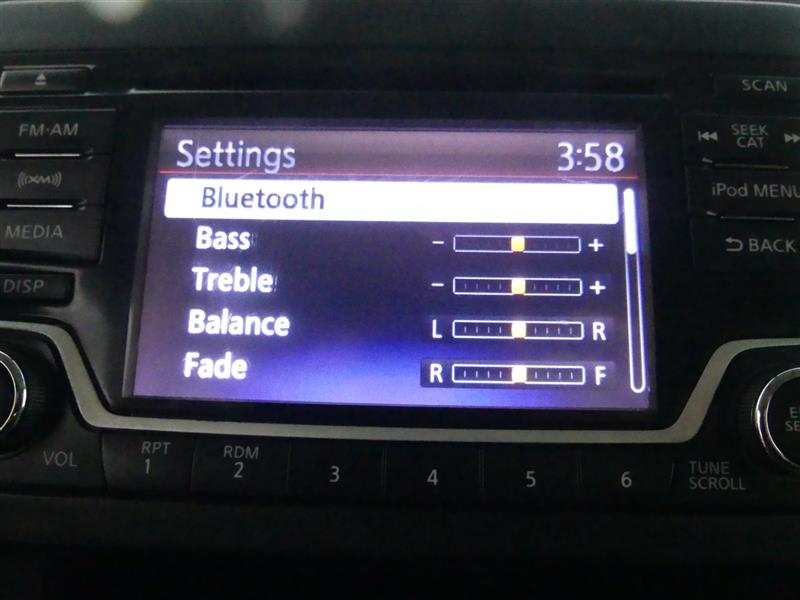 SCAN
FM·AM
Settings 3:58
SEEK
CAT
XM
Bluetooth
iPod MENU
MEDIA
Bass - +
BACK
DISP
Treble - +
Balance L R
Fade R F
VOL
RPT
1
RDM
2
3
4
5
6
TUNE
SCROLL